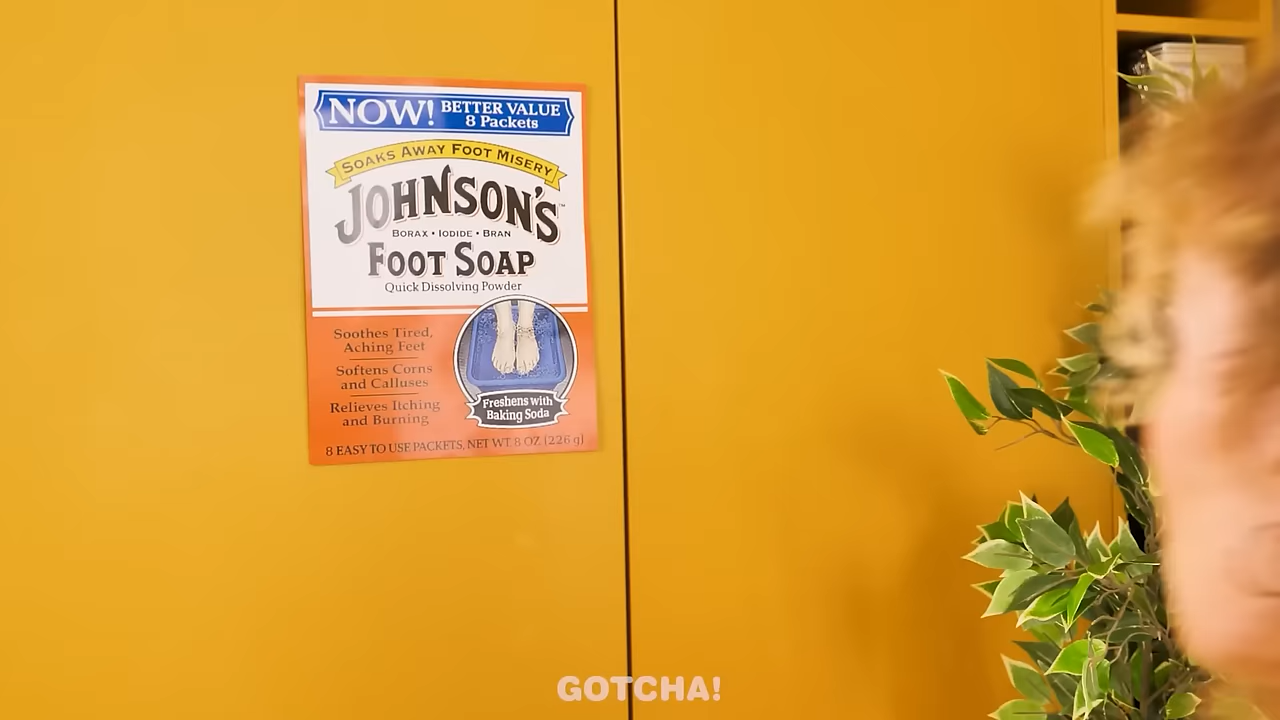 NOW! BETTER VALUE
8 Packets
SOAKS AWAY FOOT MISERY
JOHNSON'S™
BORAX • IODIDE • BRAN
FOOT SOAP
Quick Dissolving Powder
Soothes Tired,
Aching Feet
Softens Corns
and Calluses
Relieves Itching
and Burning
Freshens with
Baking Soda
8 EASY TO USE PACKETS, NET WT. 8 OZ. (226 g)
GOTCHA!